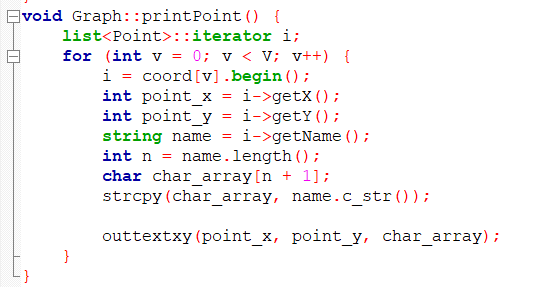 void Graph::printPoint() {
    list<Point>::iterator i;
    for (int v = 0; v < V; v++) {
        i = coord[v].begin();
        int point_x = i->getX();
        int point_y = i->getY();
        string name = i->getName();
        int n = name.length();
        char char_array[n + 1];
        strcpy(char_array, name.c_str());

        outtextxy(point_x, point_y, char_array);
    }
}